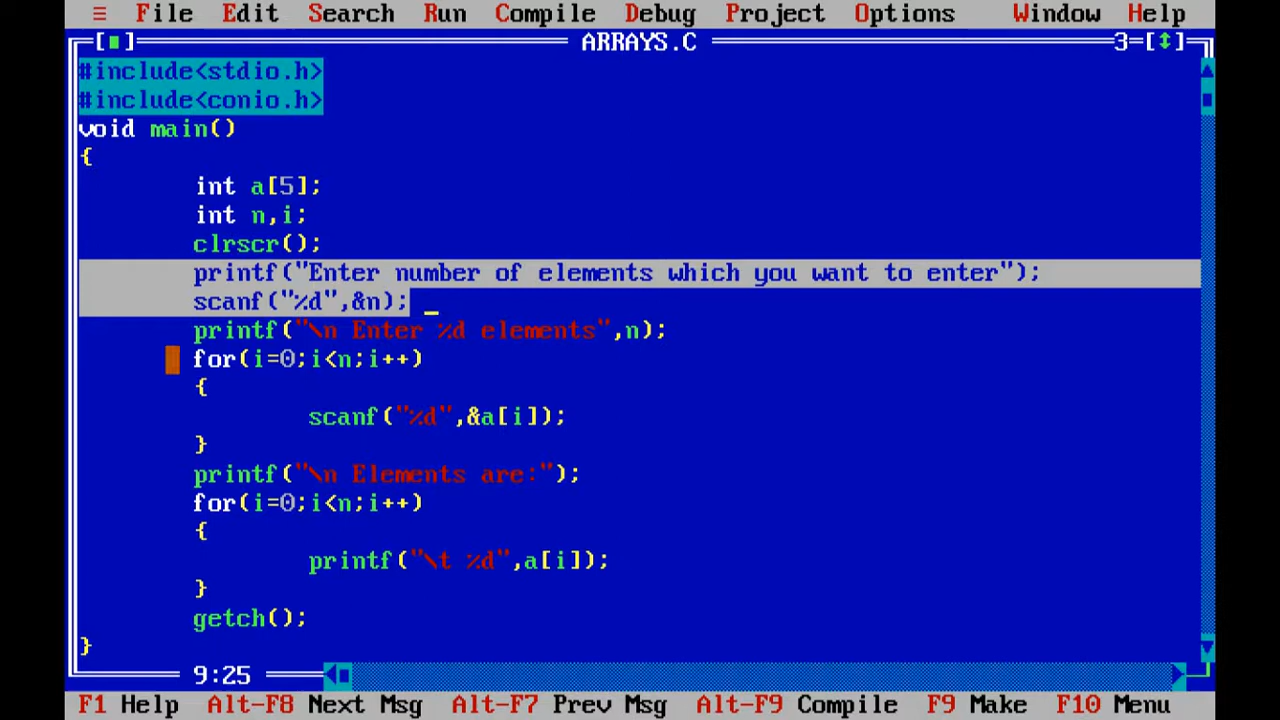 ≡ File Edit Search Run Compile Debug Project Options Window Help
[■] ARRAYS.C 3=[↕]
#include<stdio.h>
#include<conio.h>
void main()
{
int a[5];
int n,i;
clrscr();
printf("Enter number of elements which you want to enter");
scanf("%d",&n); _
printf("\n Enter %d elements",n);
for(i=0;i<n;i++)
{
scanf("%d",&a[i]);
}
printf("\n Elements are:");
for(i=0;i<n;i++)
{
printf("\t %d",a[i]);
}
getch();
}
9:25
F1 Help Alt-F8 Next Msg Alt-F7 Prev Msg Alt-F9 Compile F9 Make F10 Menu